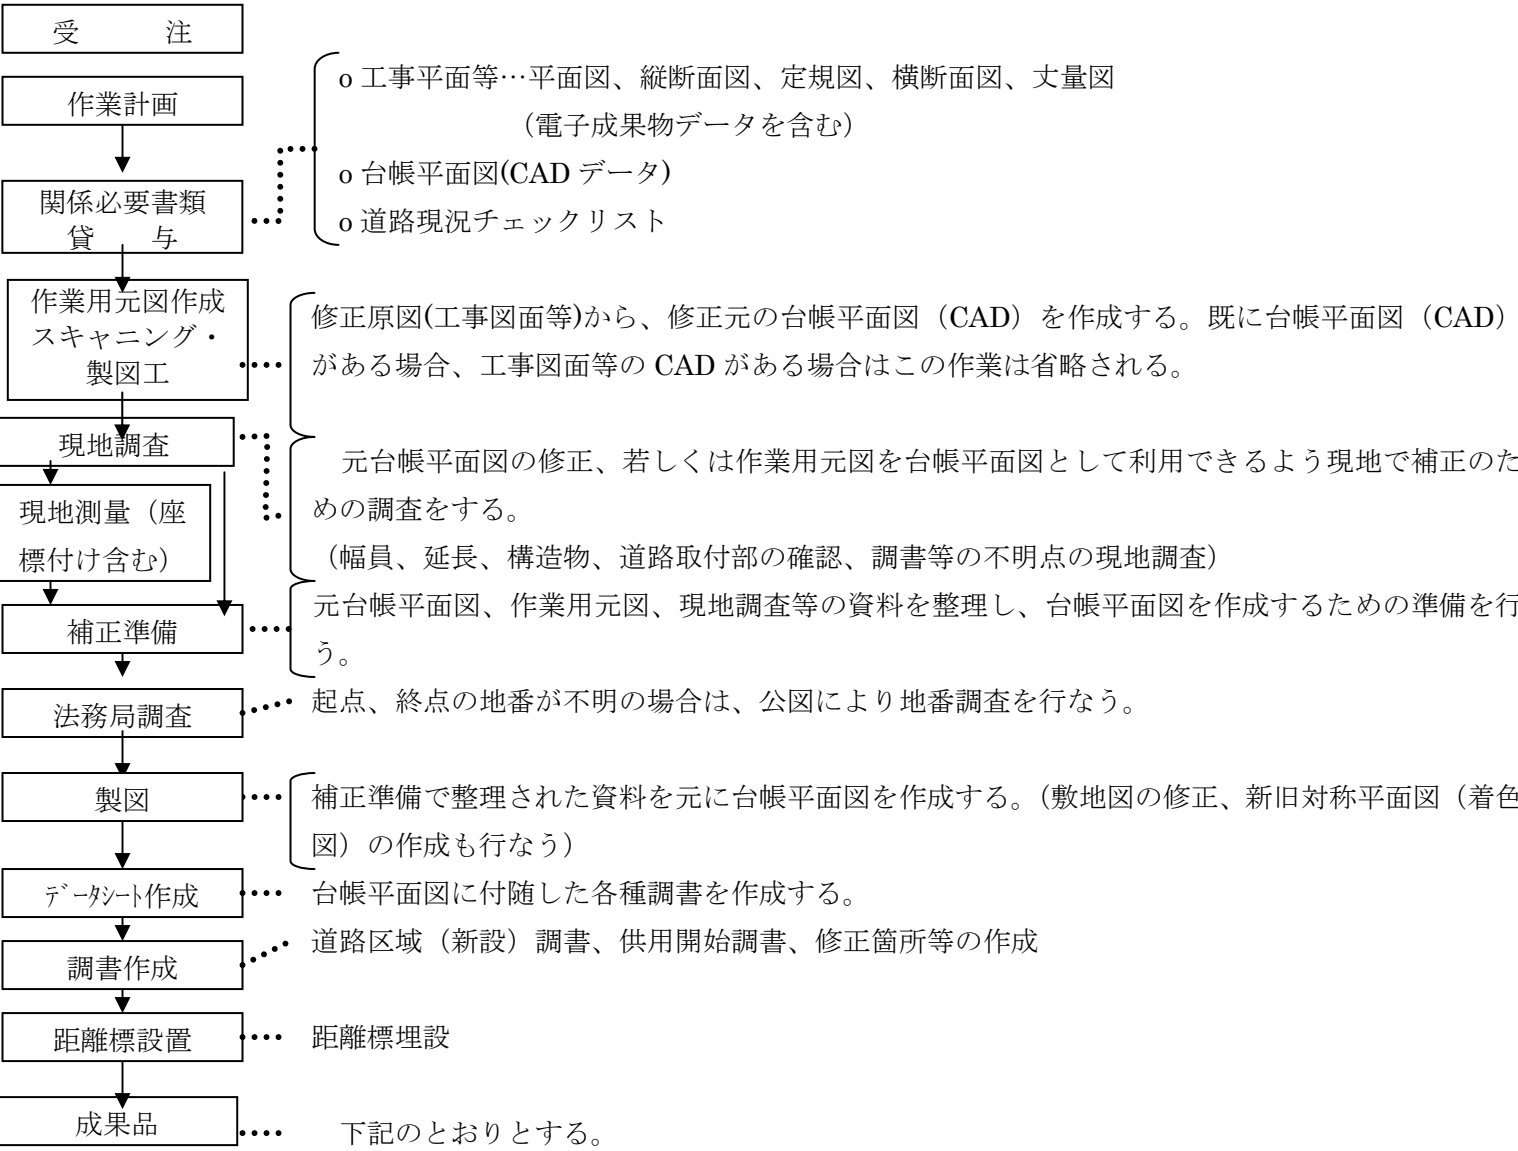 受　　　注
作業計画
o 工事平面等…平面図、縦断面図、定規図、横断面図、丈量図
（電子成果物データを含む）
o 台帳平面図(CAD データ)
o 道路現況チェックリスト
関係必要書類
貸　　与
作業用元図作成
スキャニング・
製図工
修正原図(工事図面等)から、修正元の台帳平面図（CAD）を作成する。既に台帳平面図（CAD）
がある場合、工事図面等の CAD がある場合はこの作業は省略される。
現地調査
元台帳平面図の修正、若しくは作業用元図を台帳平面図として利用できるよう現地で補正のた
めの調査をする。
（幅員、延長、構造物、道路取付部の確認、調書等の不明点の現地調査）
現地測量（座
標付け含む）
補正準備
元台帳平面図、作業用元図、現地調査等の資料を整理し、台帳平面図を作成するための準備を行
う。
法務局調査
起点、終点の地番が不明の場合は、公図により地番調査を行なう。
製図
補正準備で整理された資料を元に台帳平面図を作成する。（敷地図の修正、新旧対称平面図（着色
図）の作成も行なう）
ﾃﾞｰﾀｼｰﾄ作成
台帳平面図に付随した各種調書を作成する。
調書作成
道路区域（新設）調書、供用開始調書、修正箇所等の作成
距離標設置
距離標埋設
成果品
下記のとおりとする。